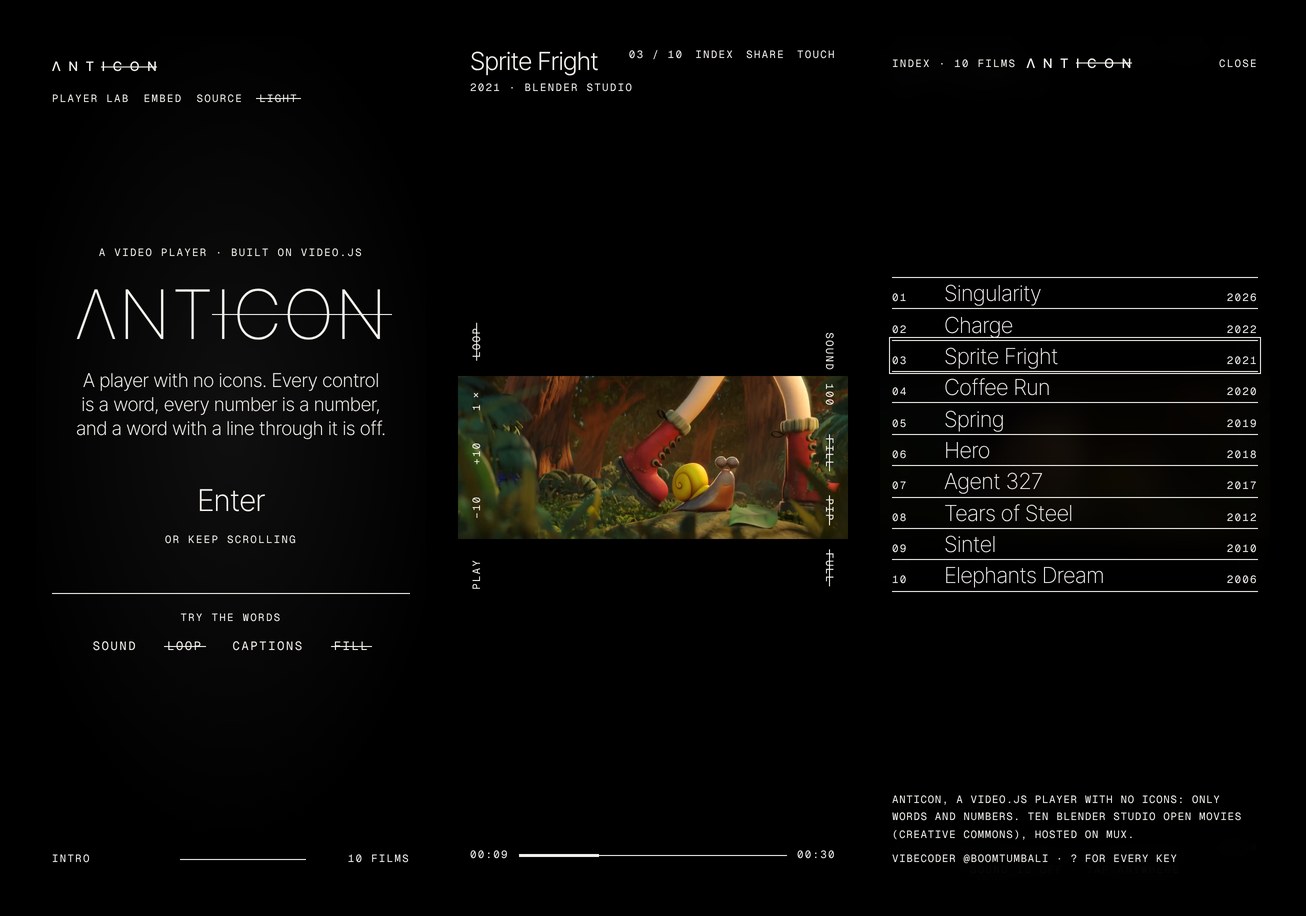 ANTICON
PLAYER LAB EMBED SOURCE LIGHT
A VIDEO PLAYER · BUILT ON VIDEO.JS
ANTICON
A player with no icons. Every control
is a word, every number is a number,
and a word with a line through it is off.
Enter
OR KEEP SCROLLING
TRY THE WORDS
SOUND LOOP CAPTIONS FILL
INTRO 10 FILMS
Sprite Fright
03 / 10 INDEX SHARE TOUCH
2021 · BLENDER STUDIO
PLAY -10 +10 1× LOOP
SOUND 100 FILL PIP FULL
00:09 00:30
INDEX · 10 FILMS ANTICON CLOSE
01 Singularity 2026
02 Charge 2022
03 Sprite Fright 2021
04 Coffee Run 2020
05 Spring 2019
06 Hero 2018
07 Agent 327 2017
08 Tears of Steel 2012
09 Sintel 2010
10 Elephants Dream 2006
ANTICON, A VIDEO.JS PLAYER WITH NO ICONS: ONLY
WORDS AND NUMBERS. TEN BLENDER STUDIO OPEN MOVIES
(CREATIVE COMMONS), HOSTED ON MUX.
VIBECODER @BOOMTUMBALI · ? FOR EVERY KEY